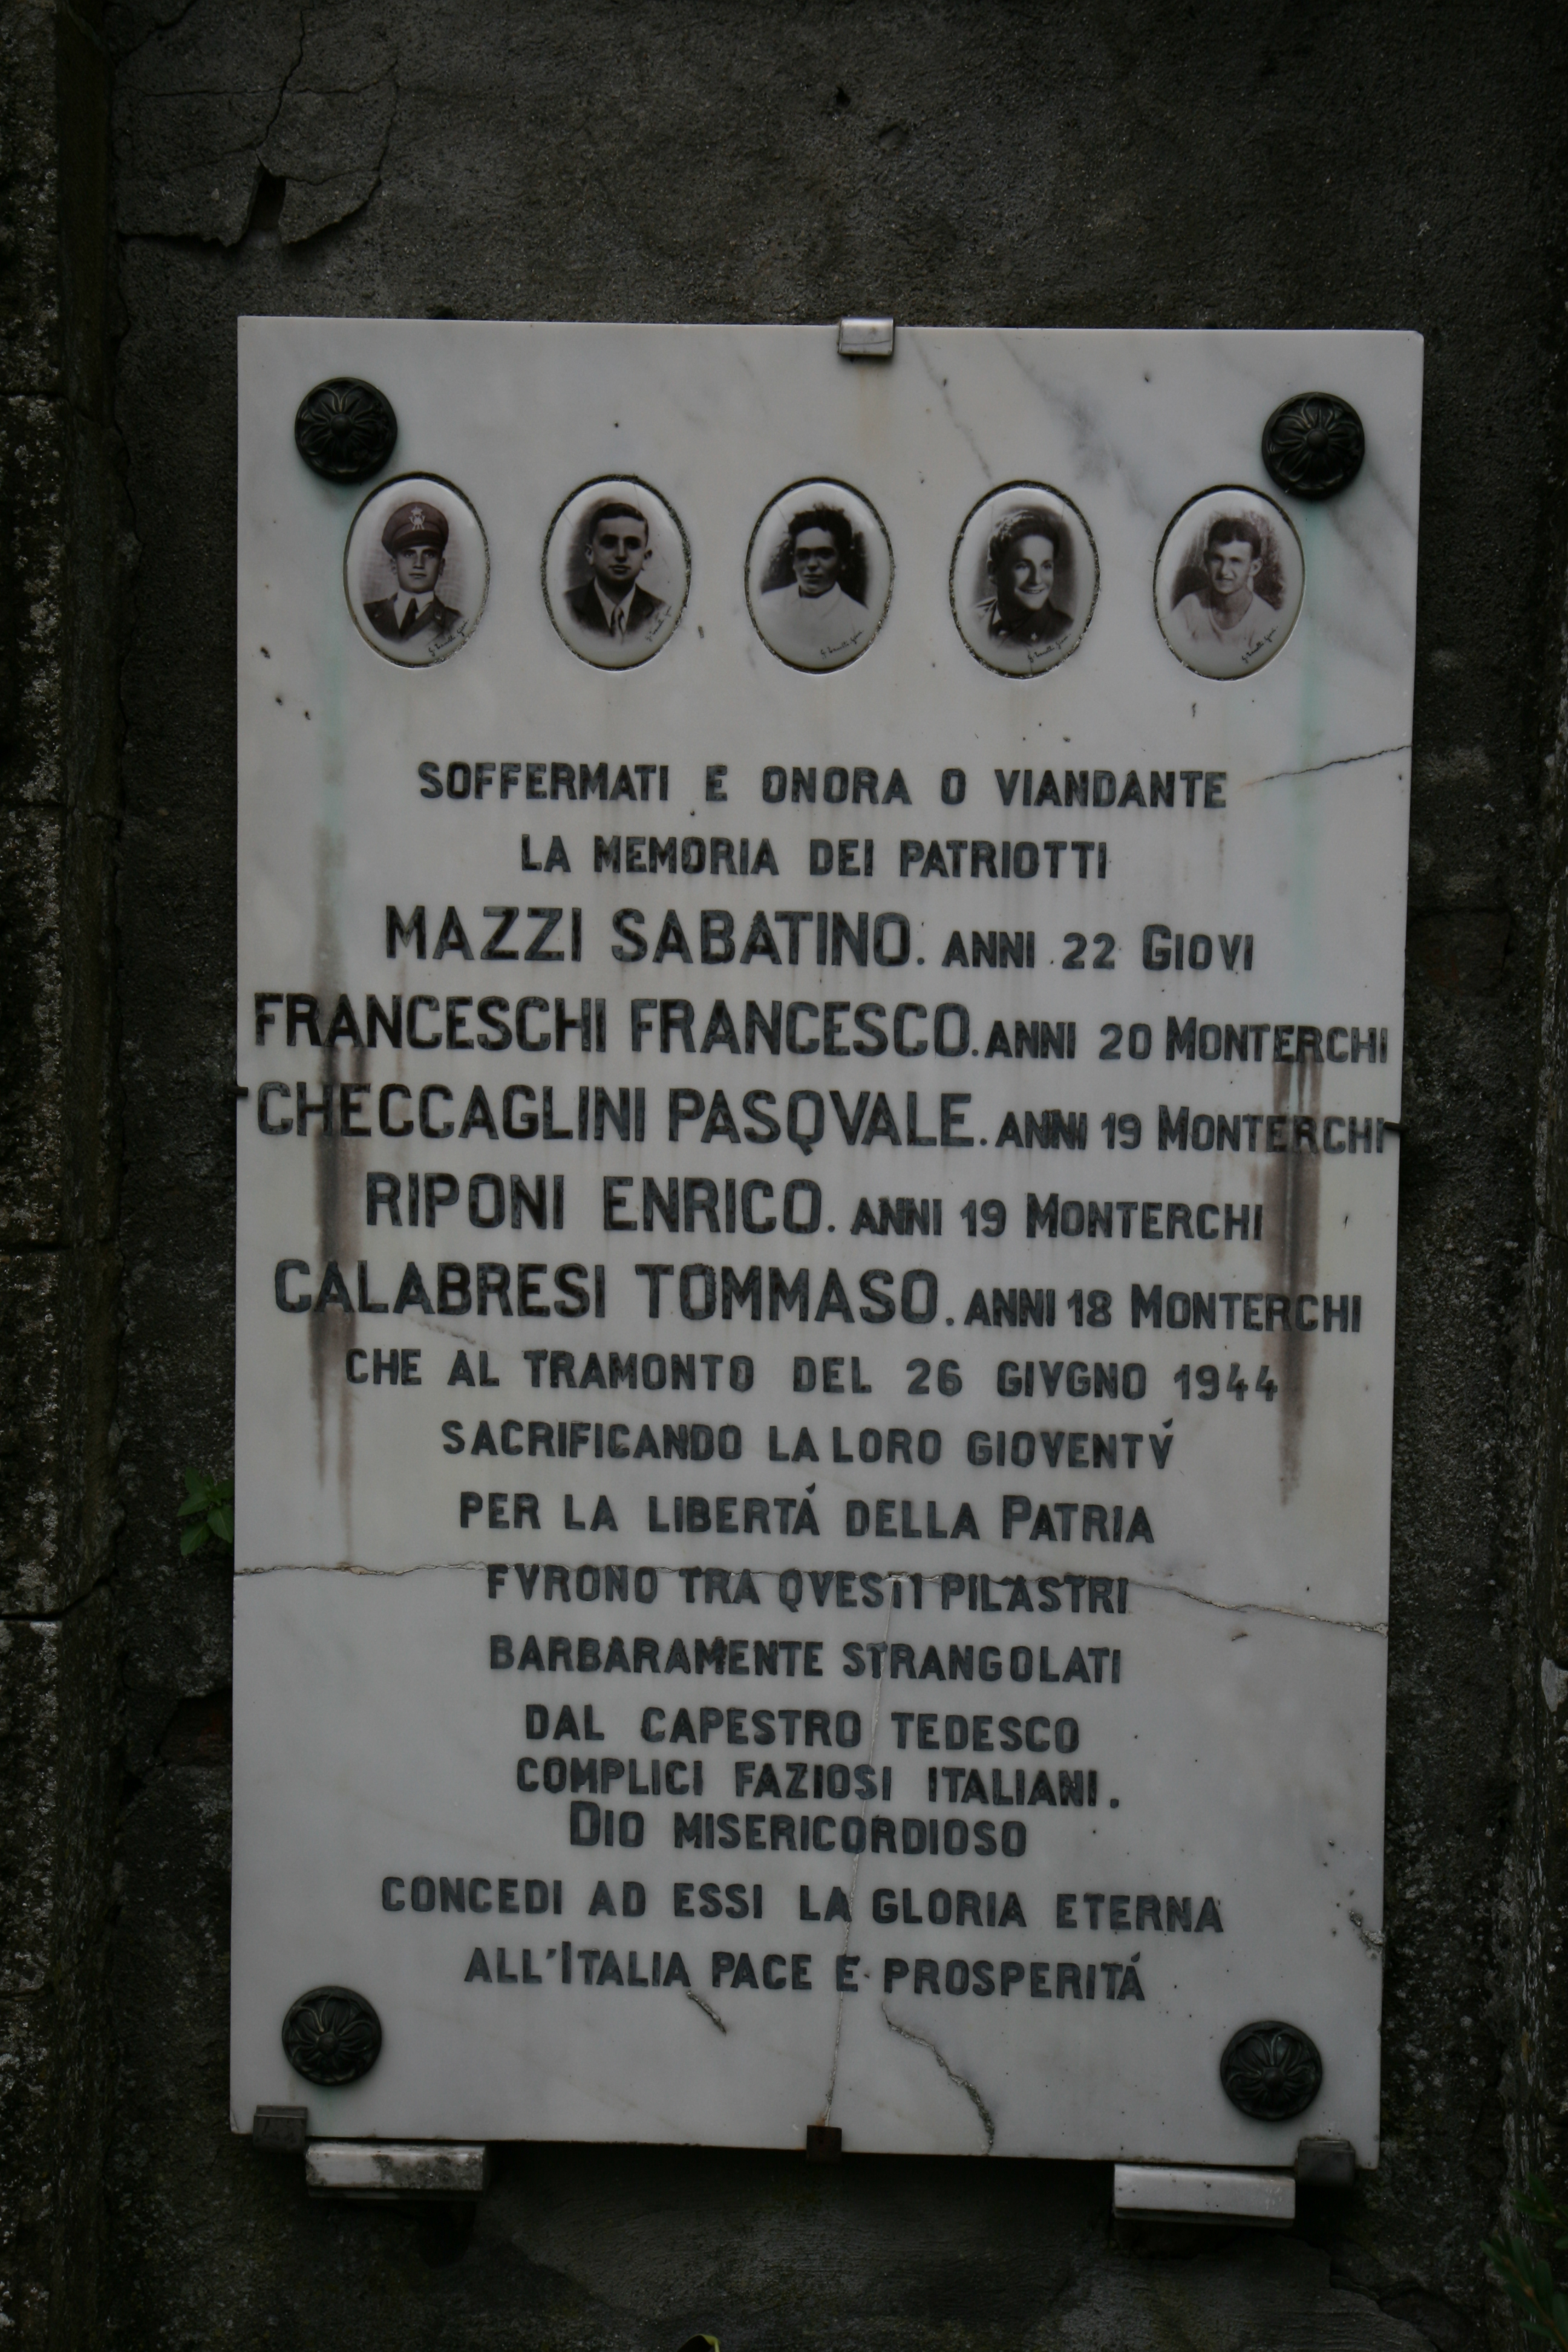 SOFFERMATI E ONORA O VIANDANTE
LA MEMORIA DEI PATRIOTTI
MAZZI SABATINO. ANNI 22 GIOVI
FRANCESCHI FRANCESCO. ANNI 20 MONTERCHI
CHECCAGLINI PASQVALE. ANNI 19 MONTERCHI
RIPONI ENRICO. ANNI 19 MONTERCHI
CALABRESI TOMMASO. ANNI 18 MONTERCHI
CHE AL TRAMONTO DEL 26 GIVGNO 1944
SACRIFICANDO LA LORO GIOVENTV́
PER LA LIBERTÁ DELLA PATRIA
FVRONO TRA QVESTI PILASTRI
BARBARAMENTE STRANGOLATI
DAL CAPESTRO TEDESCO
COMPLICI FAZIOSI ITALIANI.
DIO MISERICORDIOSO
CONCEDI AD ESSI LA GLORIA ETERNA
ALL'ITALIA PACE E PROSPERITÁ